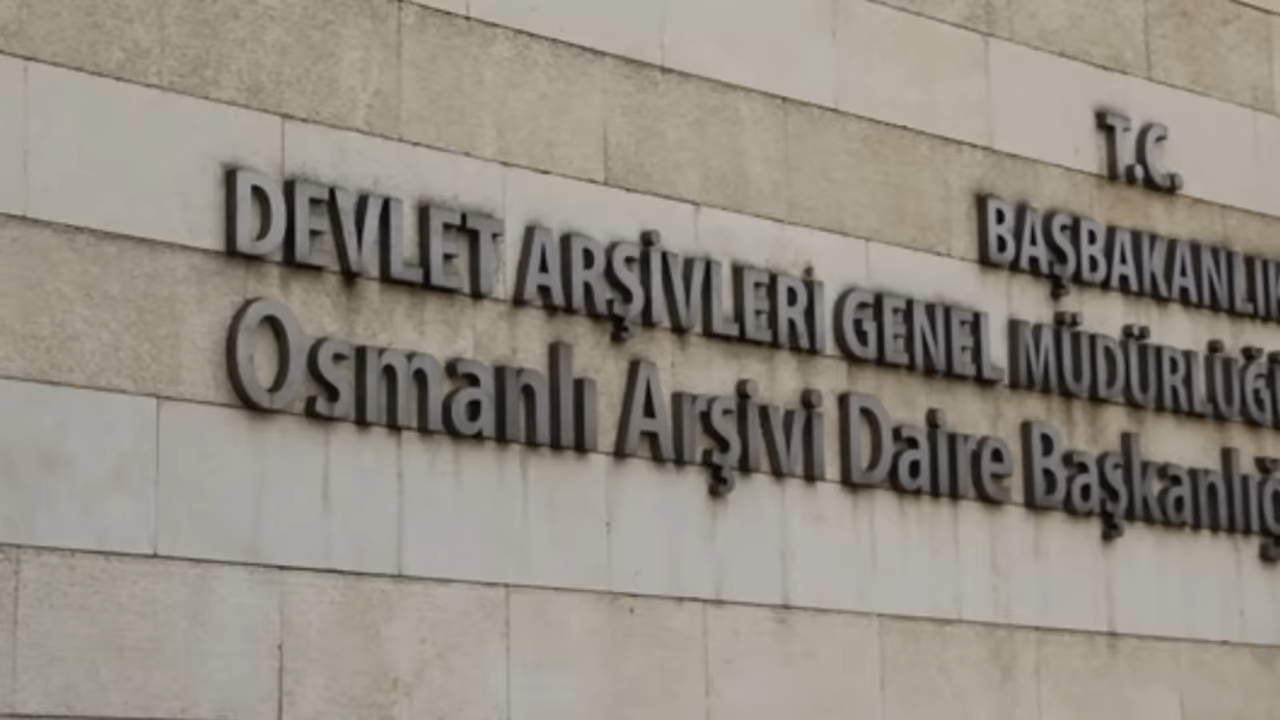 T.C.
BAŞBAKANLIK
DEVLET ARŞİVLERİ GENEL MÜDÜRLÜĞ
Osmanlı Arşivi Daire Başkanlığ